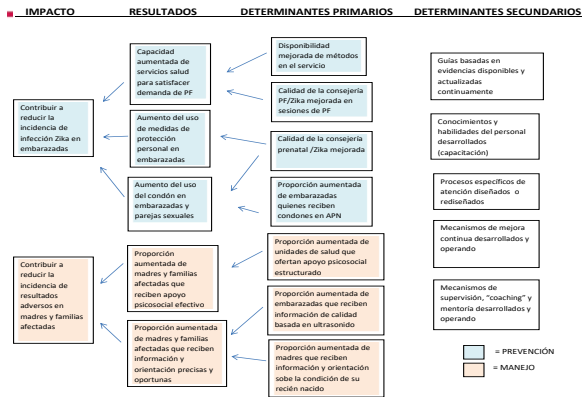 IMPACTO
RESULTADOS
DETERMINANTES PRIMARIOS
DETERMINANTES SECUNDARIOS
Contribuir a
reducir la
incidencia de
infección Zika en
embarazadas
Contribuir a
reducir la
incidencia de
resultados
adversos en
madres y familias
afectadas
Capacidad
aumentada de
servicios salud
para satisfacer
demanda de PF
Aumento del uso
de medidas de
protección
personal en
embarazadas
Aumento del uso
del condón en
embarazadas y
parejas sexuales
Proporción
aumentada de
madres y familias
afectadas que
reciben apoyo
psicosocial efectivo
Proporción aumentada
de madres y familias
afectadas que reciben
información y
orientación precisas y
oportunas
Disponibilidad
mejorada de métodos
en el servicio
Calidad de la consejería
PF/Zika mejorada en
sesiones de PF
Calidad de la consejería
prenatal /Zika mejorada
Proporción aumentada
de embarazadas
quienes reciben
condones en APN
Proporción aumentada de
unidades de salud que
ofertan apoyo psicosocial
estructurado
Proporción aumentada de
embarazadas que reciben
información de calidad
basada en ultrasonido
Proporción aumentada de
madres que reciben
información y orientación
sobe la condición de su
recién nacido
Guías basadas en
evidencias disponibles y
actualizadas
continuamente
Conocimientos y
habilidades del personal
desarrollados
(capacitación)
Procesos específicos de
atención diseñados o
rediseñados
Mecanismos de mejora
continua desarrollados y
operando
Mecanismos de
supervisión, "coaching" y
mentoría desarrollados y
operando
= PREVENCIÓN
= MANEJO